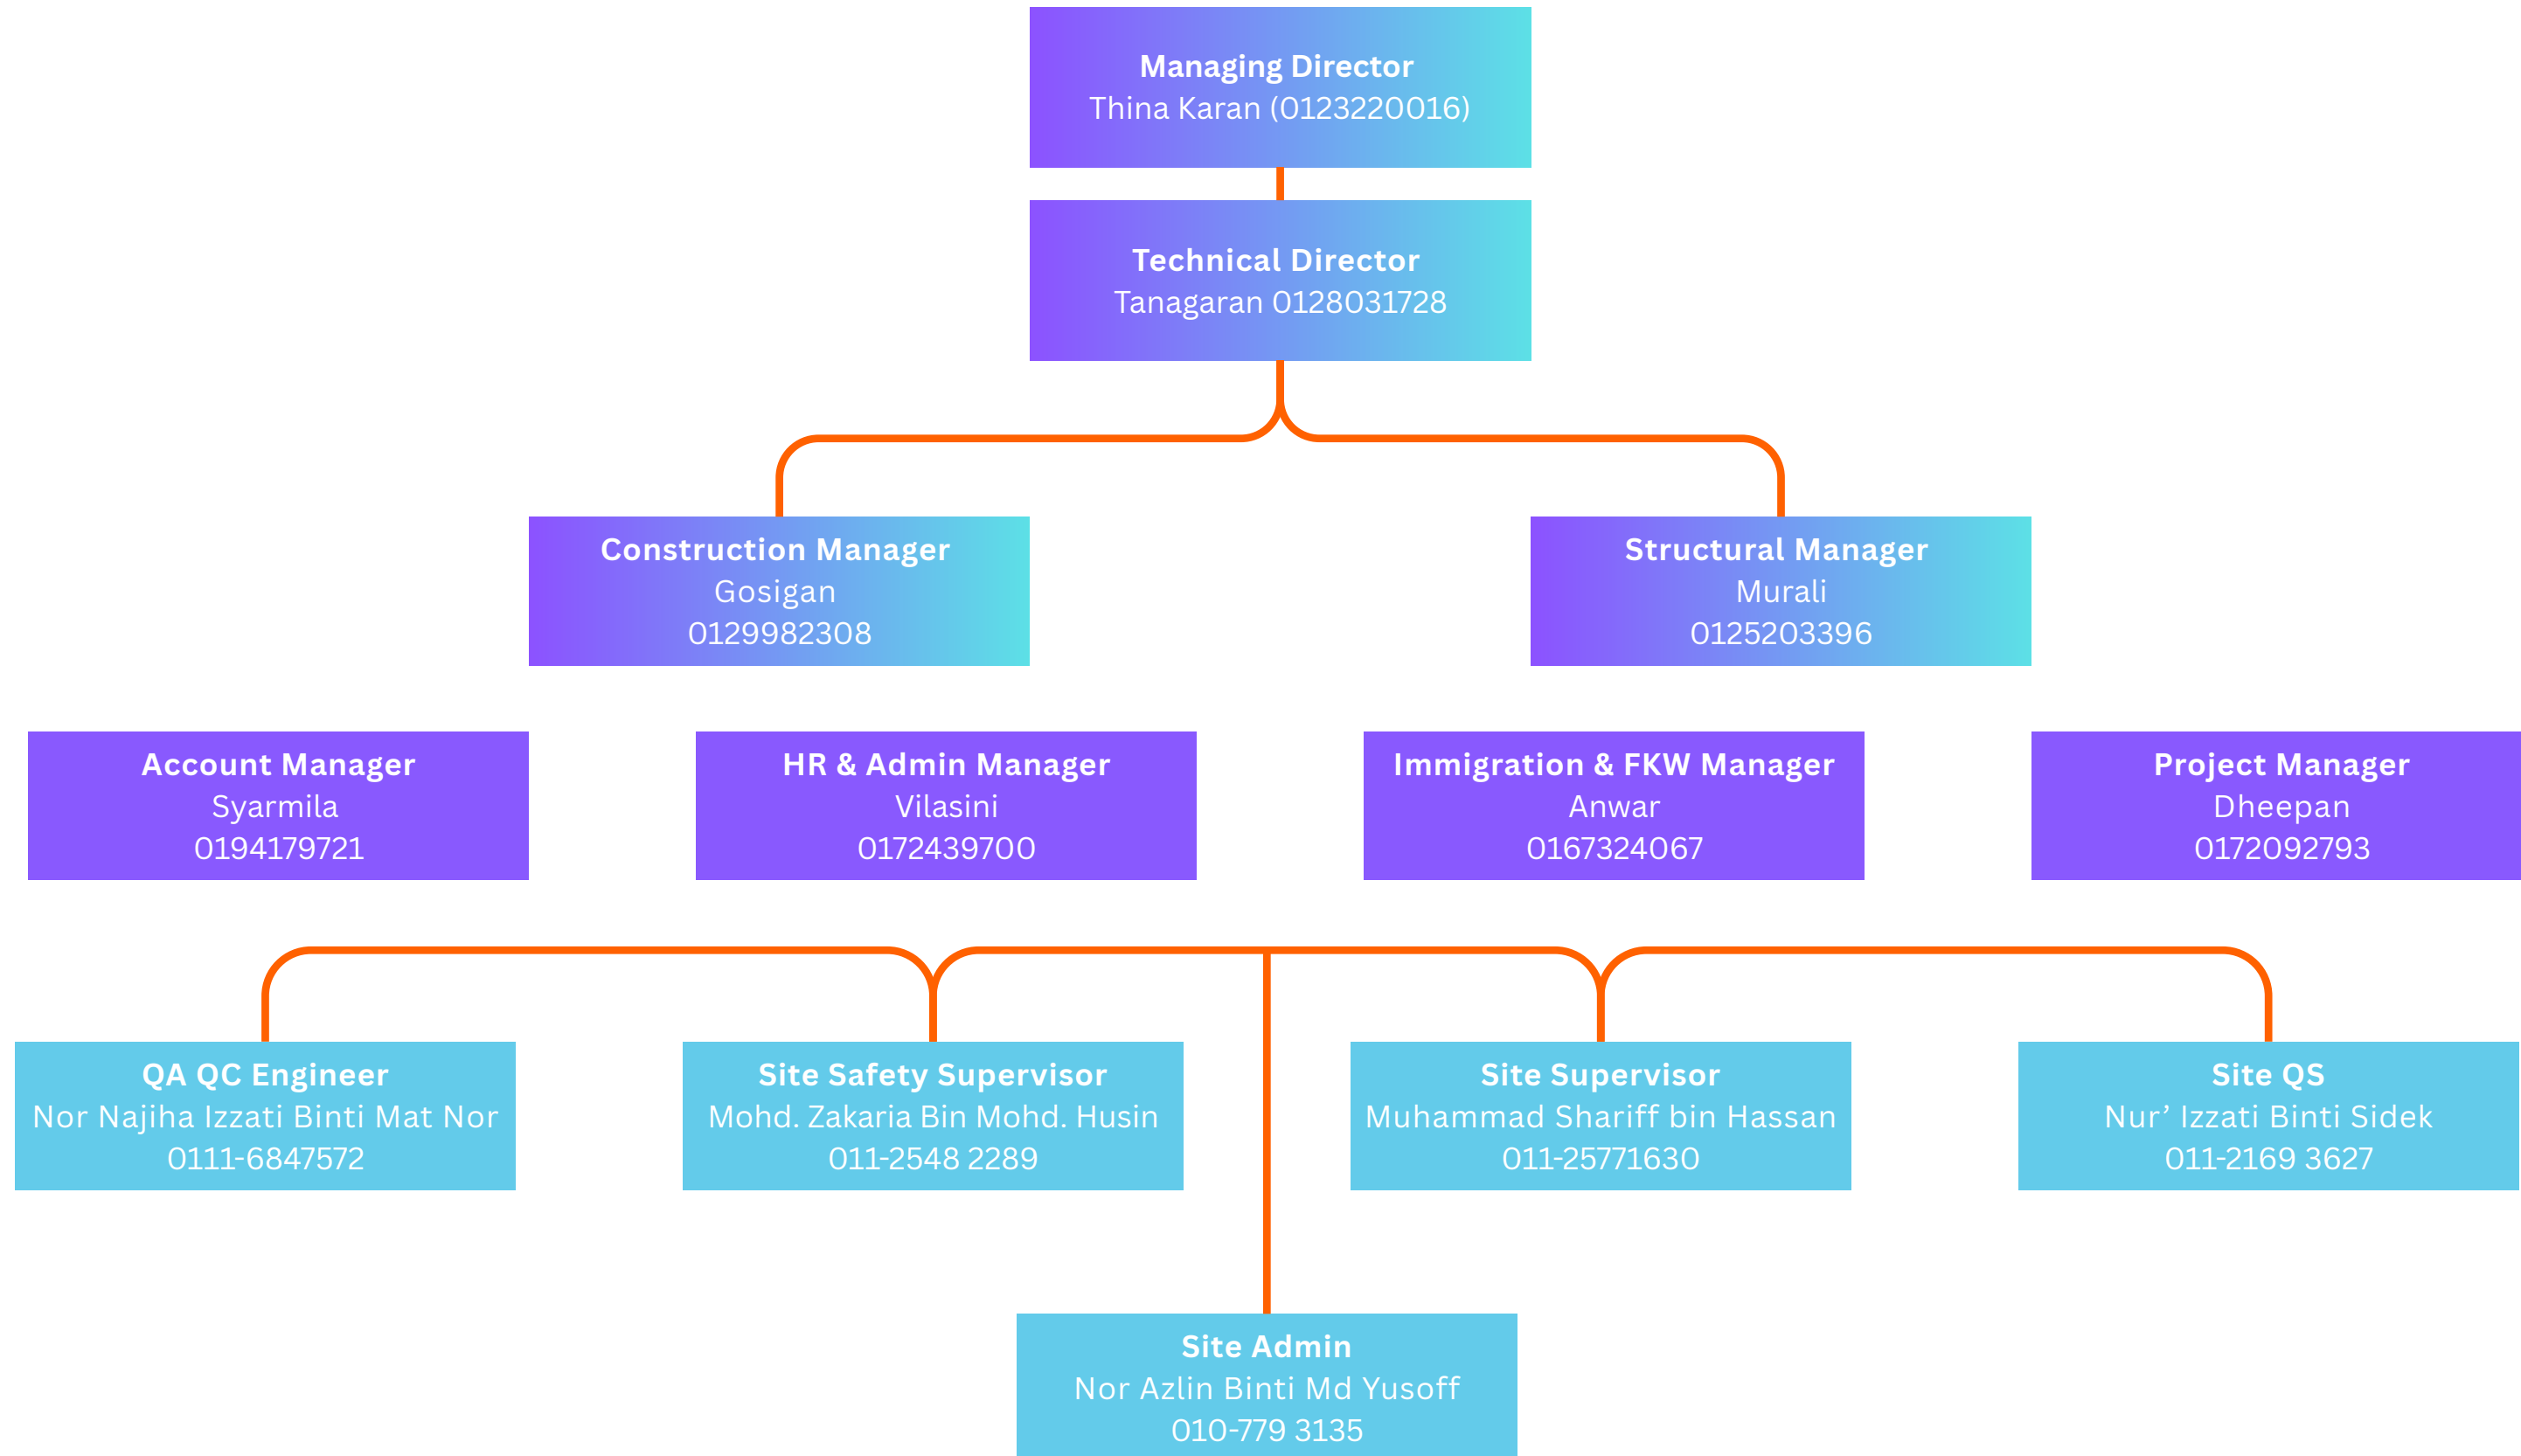 Managing Director
Thina Karan (0123220016)
Technical Director
Tanagaran 0128031728
Construction Manager
Gosigan
0129982308
Structural Manager
Murali
0125203396
Account Manager
Syarmila
0194179721
HR & Admin Manager
Vilasini
0172439700
Immigration & FKW Manager
Anwar
0167324067
Project Manager
Dheepan
0172092793
QA QC Engineer
Nor Najiha Izzati Binti Mat Nor
0111-6847572
Site Safety Supervisor
Mohd. Zakaria Bin Mohd. Husin
011-2548 2289
Site Supervisor
Muhammad Shariff bin Hassan
011-25771630
Site QS
Nur’ Izzati Binti Sidek
011-2169 3627
Site Admin
Nor Azlin Binti Md Yusoff
010-779 3135